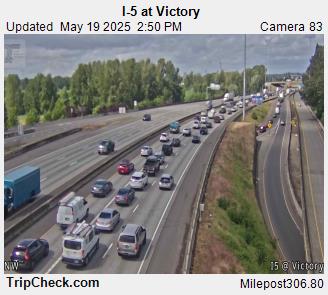 I-5 at Victory
Updated May 19 2025 2:50 PM Camera 83
NW I5 @ Victory
TripCheck.com Milepost306.80